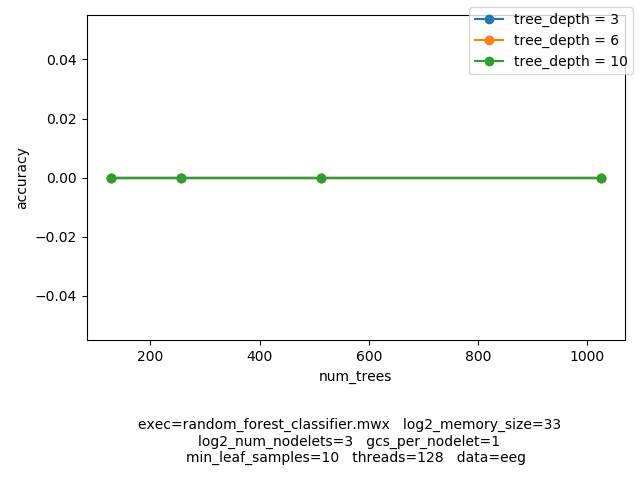 tree_depth = 3
tree_depth = 6
tree_depth = 10
0.04
0.02
0.00
−0.02
−0.04
accuracy
200 400 600 800 1000
num_trees
exec=random_forest_classifier.mwx log2_memory_size=33
log2_num_nodelets=3 gcs_per_nodelet=1
min_leaf_samples=10 threads=128 data=eeg